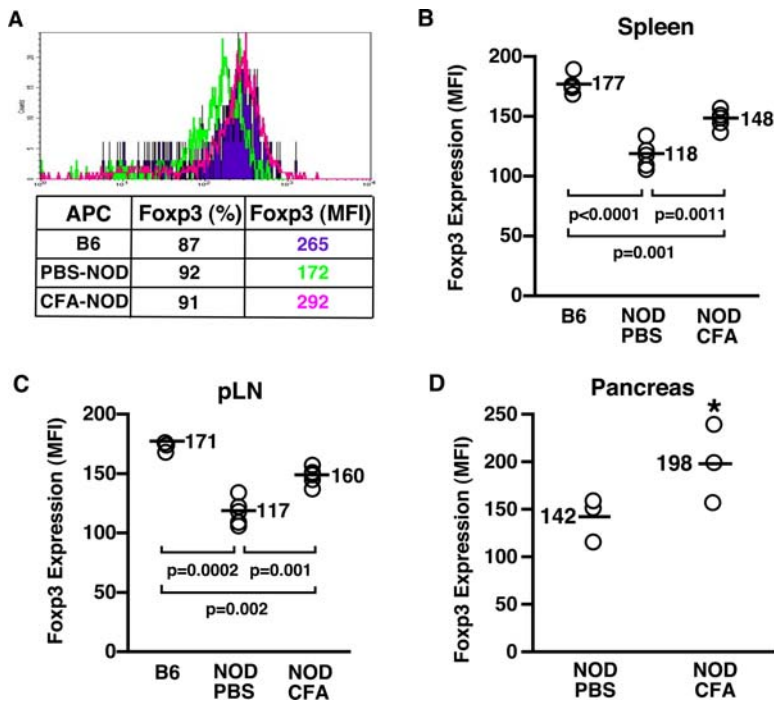 A
Counts
APC Foxp3 (%) Foxp3 (MFI)
B6 87 265
PBS-NOD 92 172
CFA-NOD 91 292
B
Spleen
Foxp3 Expression (MFI)
200
150
100
50
0
177
118
148
p<0.0001 p=0.0011
p=0.001
B6 NOD NOD
PBS CFA
C
pLN
Foxp3 Expression (MFI)
200
150
100
50
0
171
117
160
p=0.0002 p=0.001
p=0.002
B6 NOD NOD
PBS CFA
D
Pancreas
Foxp3 Expression (MFI)
250
200
150
100
50
0
142
198
*
NOD NOD
PBS CFA